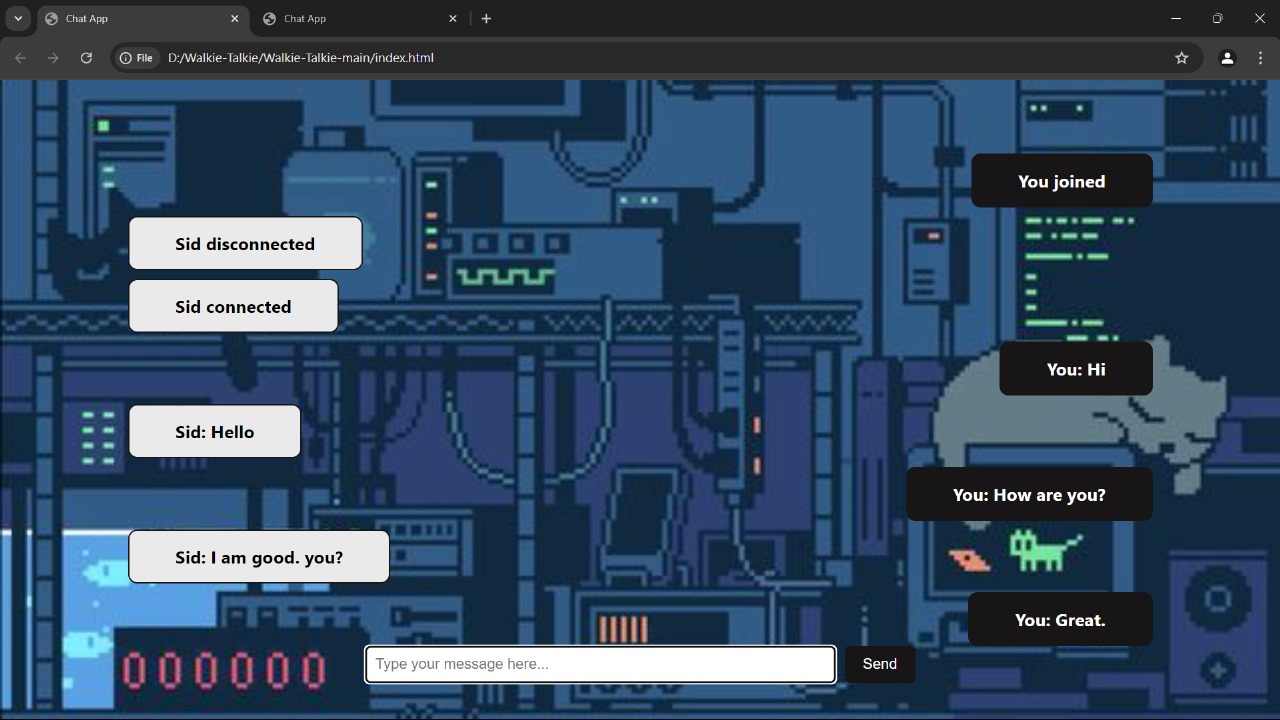 Chat App
Chat App
File
D:/Walkie-Talkie/Walkie-Talkie-main/index.html
You joined
Sid disconnected
Sid connected
You: Hi
Sid: Hello
You: How are you?
Sid: I am good. you?
You: Great.
000000
Type your message here...
Send